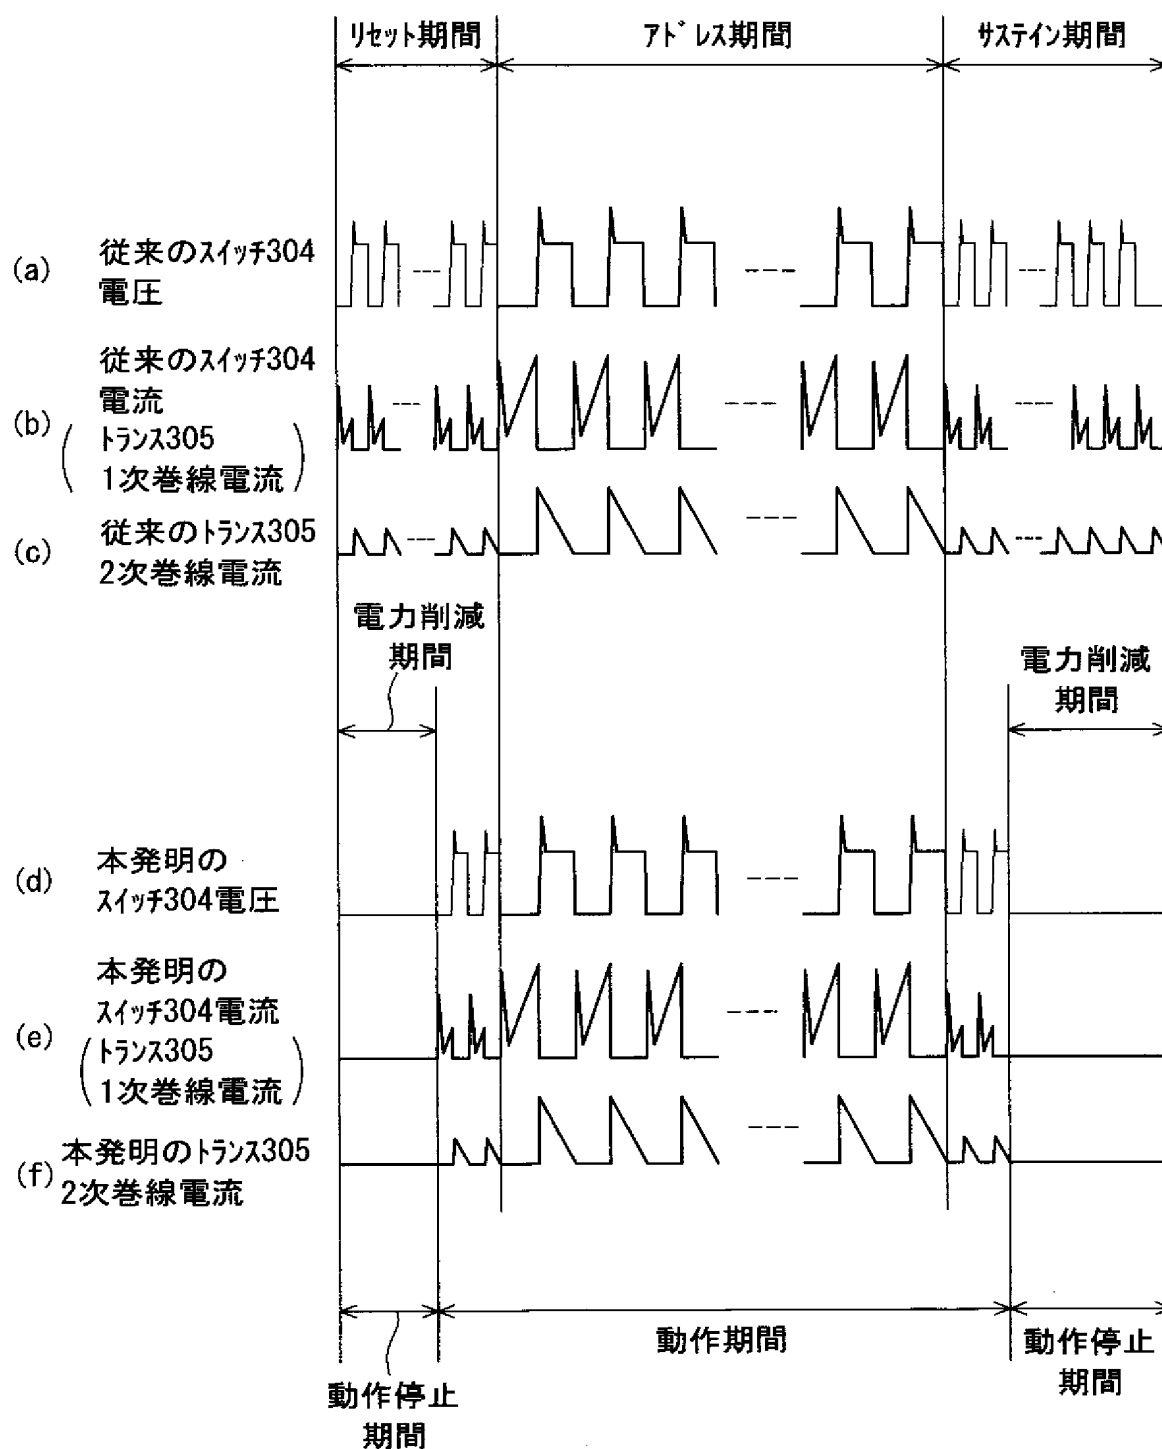 リセット期間
アドレス期間
サステイン期間
(a)
従来のスイッチ304
電圧
(b)
従来のスイッチ304
電流
(トランス305
1次巻線電流)
(c)
従来のトランス305
2次巻線電流
電力削減
期間
電力削減
期間
(d)
本発明の
スイッチ304電圧
(e)
本発明の
スイッチ304電流
(トランス305
1次巻線電流)
(f)
本発明のトランス305
2次巻線電流
動作期間
動作停止
期間
動作停止
期間